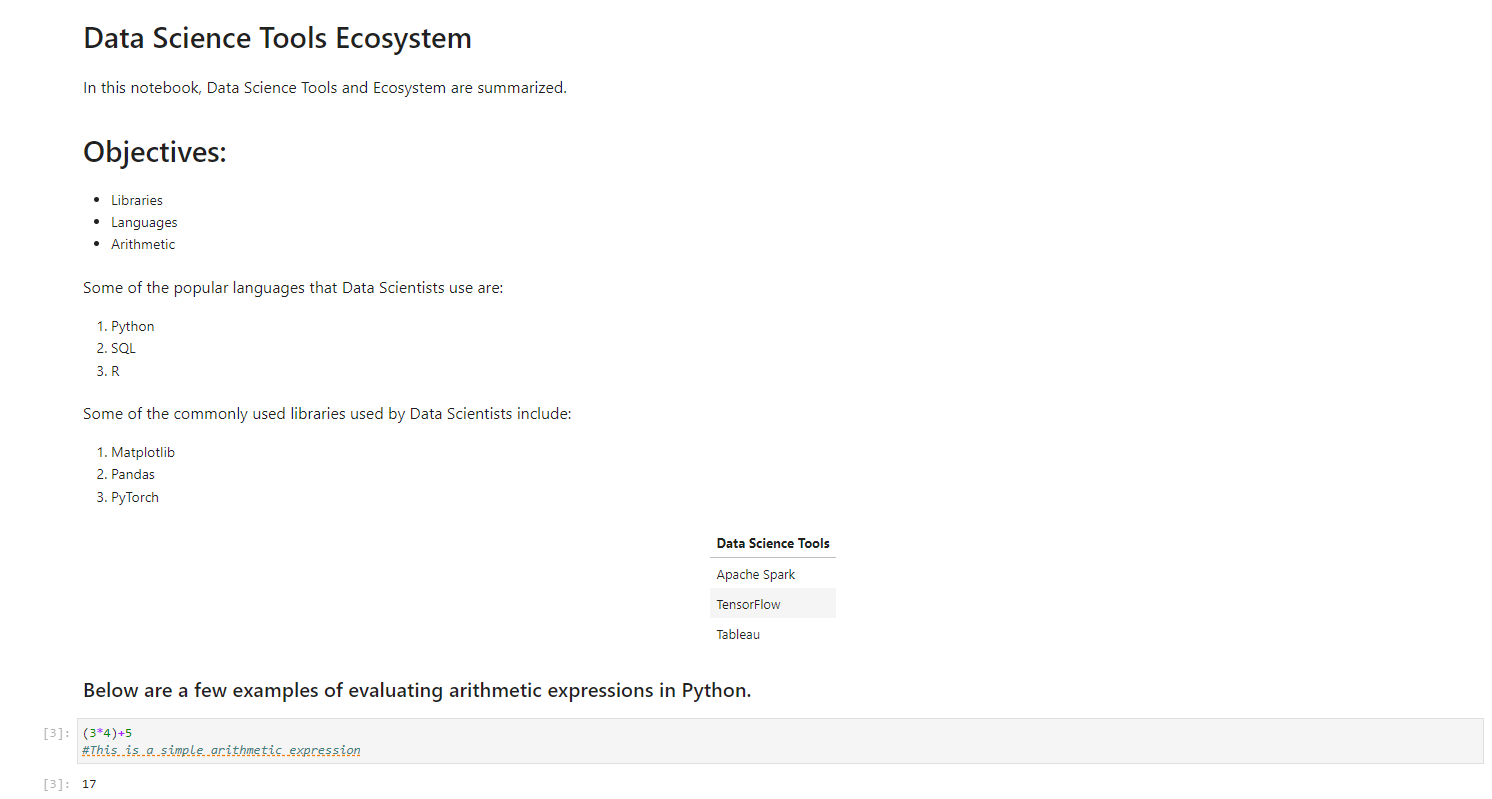 Data Science Tools Ecosystem
In this notebook, Data Science Tools and Ecosystem are summarized.
Objectives:
• Libraries
• Languages
• Arithmetic
Some of the popular languages that Data Scientists use are:
1. Python
2. SQL
3. R
Some of the commonly used libraries used by Data Scientists include:
1. Matplotlib
2. Pandas
3. PyTorch
Data Science Tools
Apache Spark
TensorFlow
Tableau
Below are a few examples of evaluating arithmetic expressions in Python.
[3]: (3*4)+5
#This is a simple arithmetic expression
[3]: 17